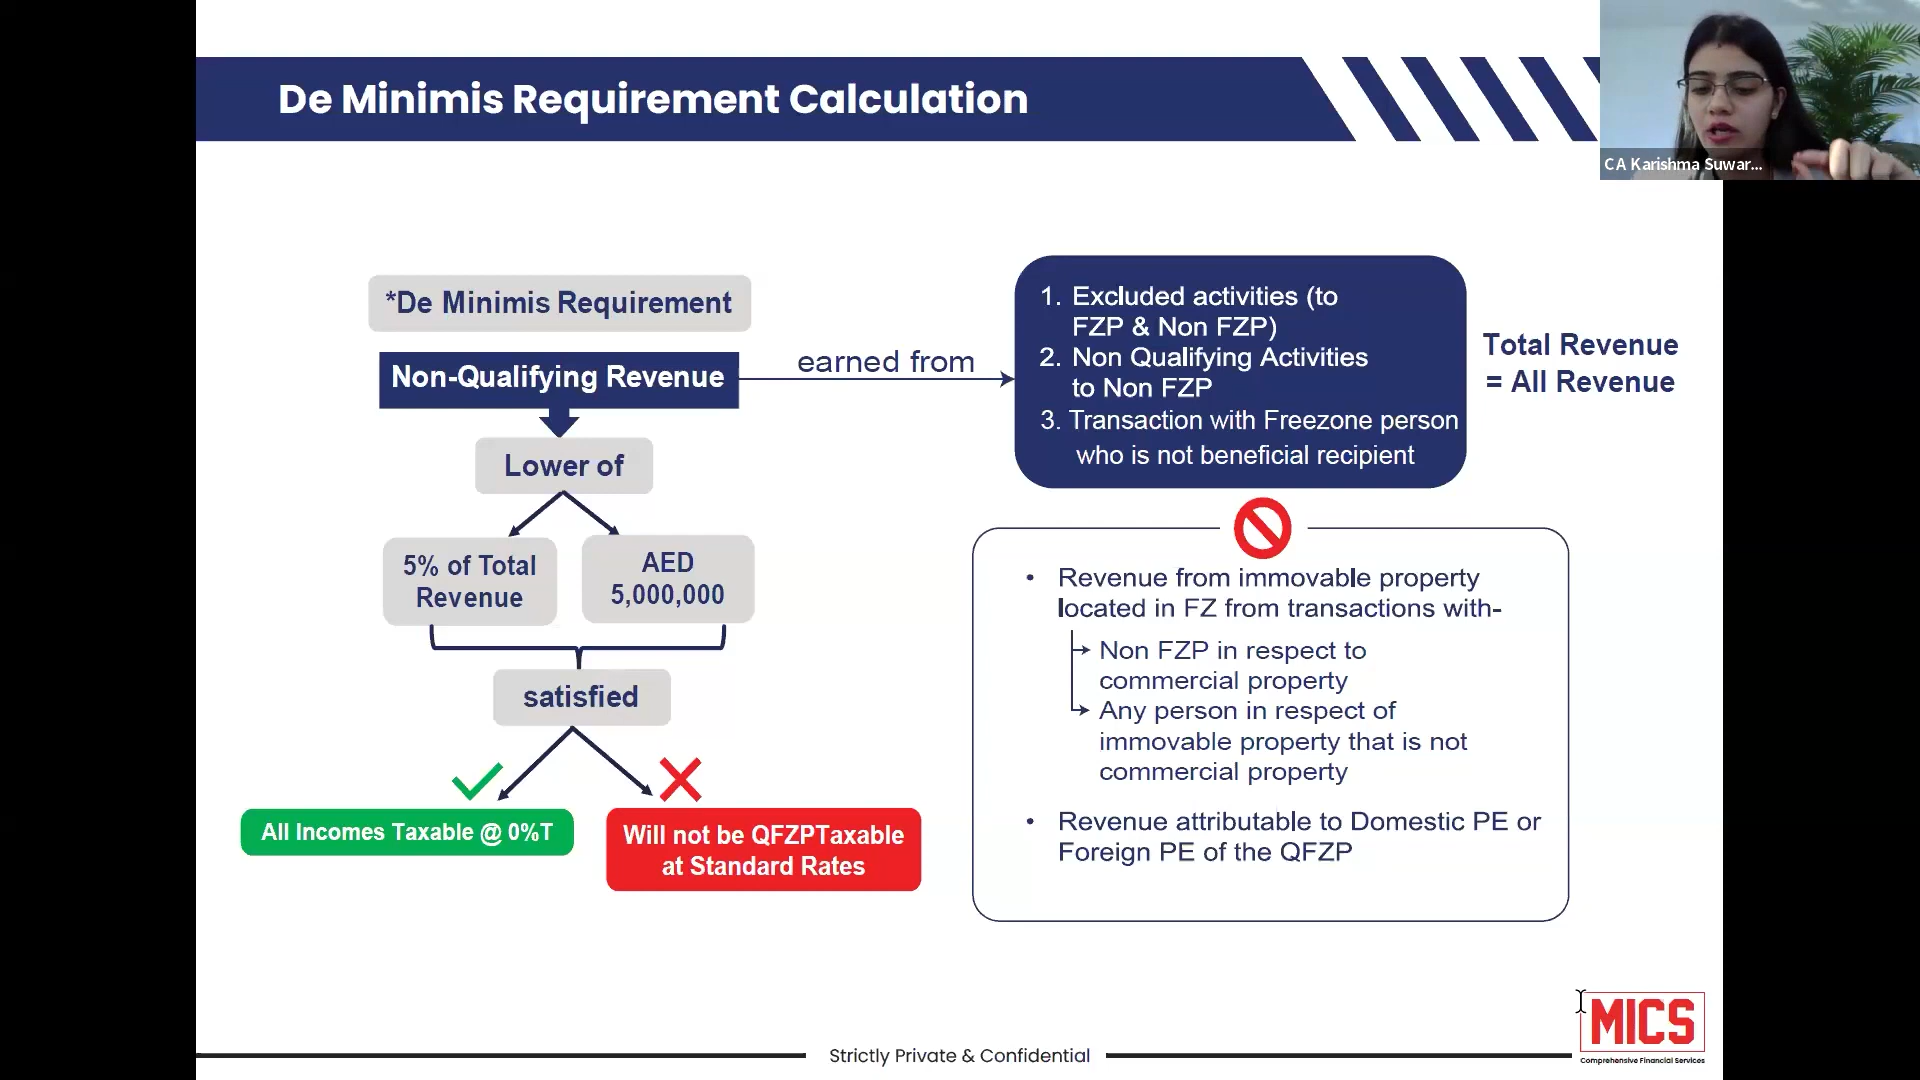 De Minimis Requirement Calculation
CA Karishma Suwar...
*De Minimis Requirement
Non-Qualifying Revenue
earned from
1. Excluded activities (to
FZP & Non FZP)
2. Non Qualifying Activities
to Non FZP
3. Transaction with Freezone person
who is not beneficial recipient
Total Revenue
= All Revenue
Lower of
5% of Total
Revenue
AED
5,000,000
satisfied
All Incomes Taxable @ 0%T
Will not be QFZPTaxable
at Standard Rates
• Revenue from immovable property
located in FZ from transactions with-
Non FZP in respect to
commercial property
Any person in respect of
immovable property that is not
commercial property
• Revenue attributable to Domestic PE or
Foreign PE of the QFZP
MICS
Comprehensive Financial Services
Strictly Private & Confidential